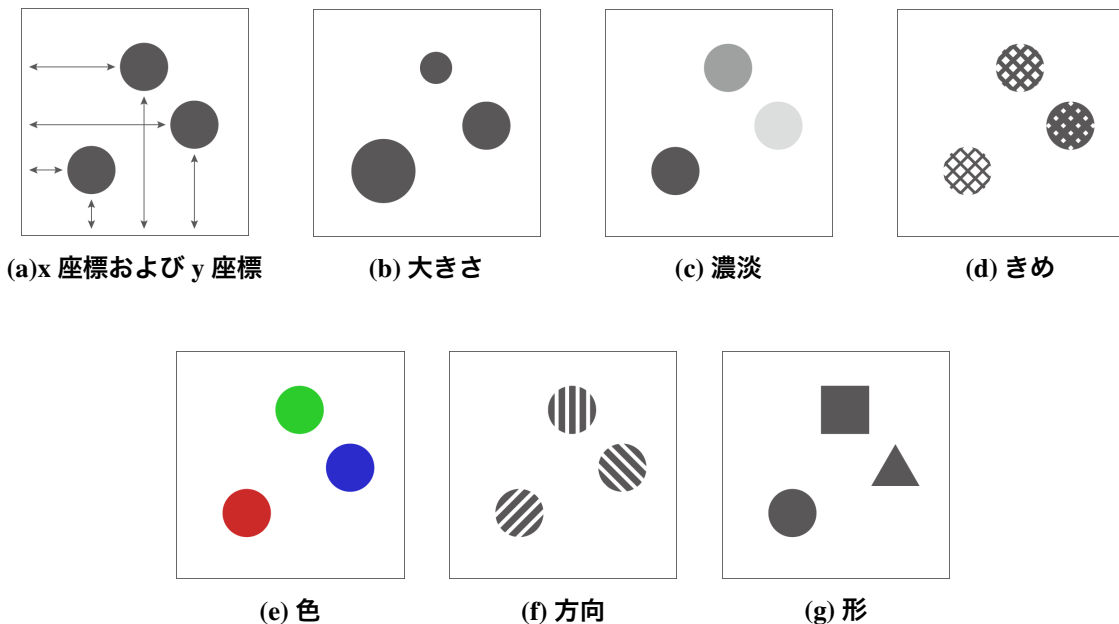 (a)x 座標および y 座標
(b) 大きさ
(c) 濃淡
(d) きめ
(e) 色
(f) 方向
(g) 形